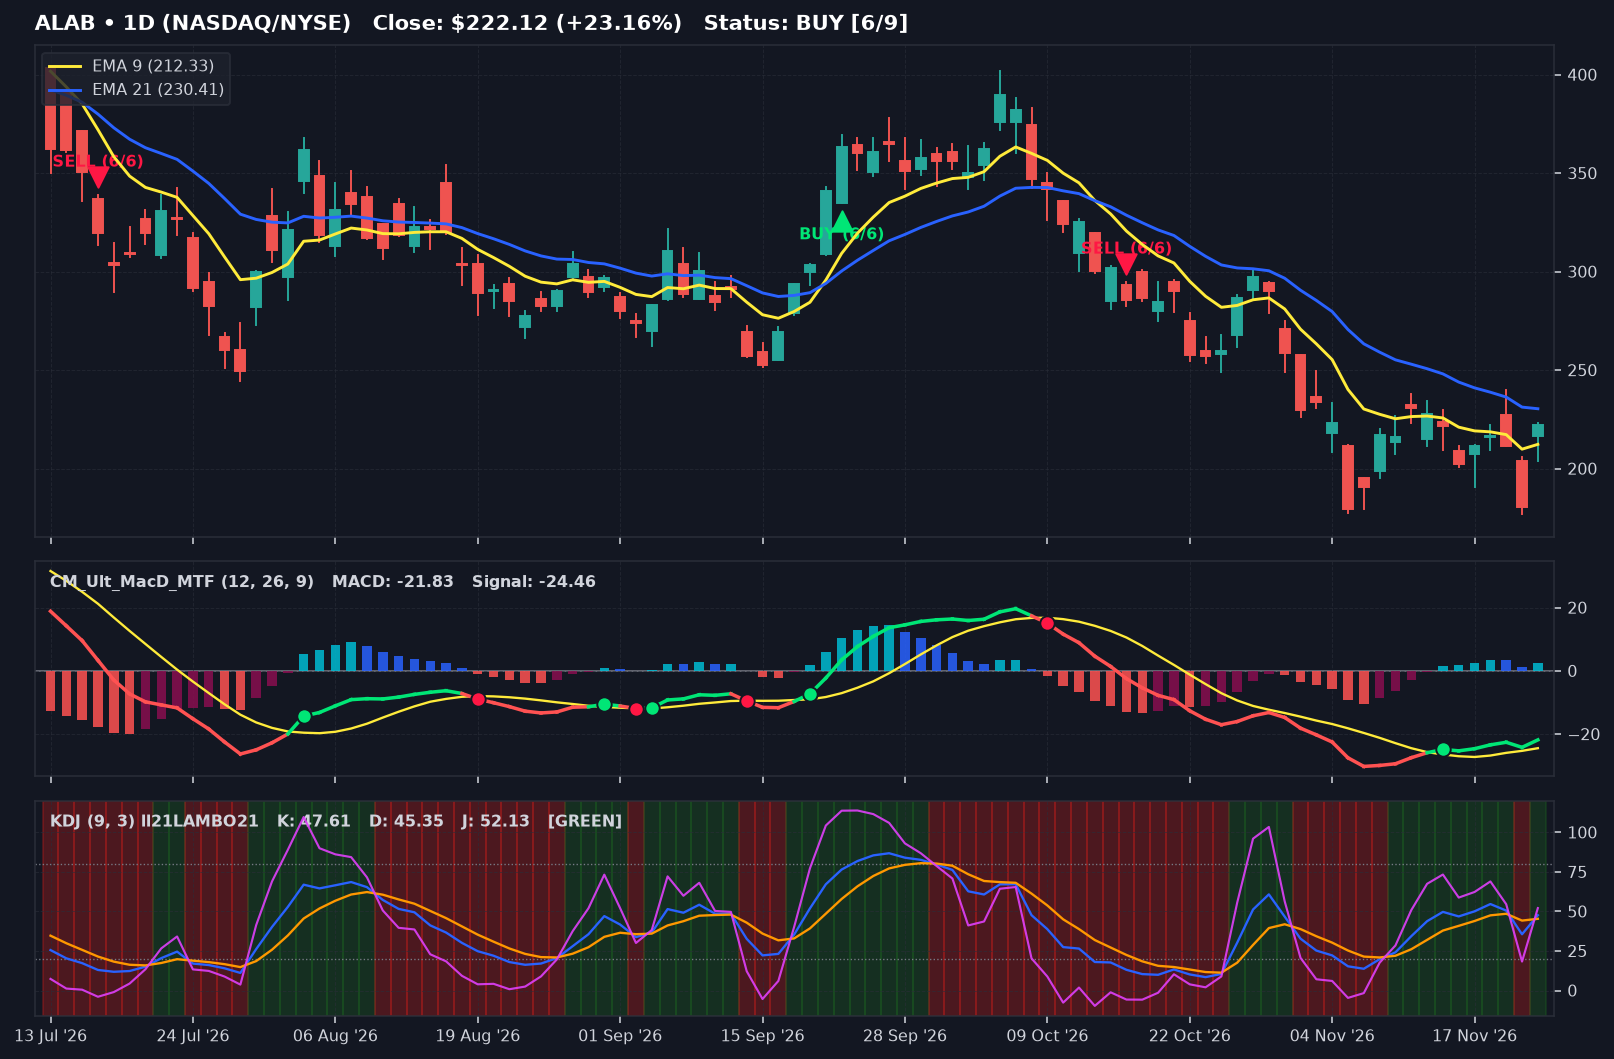 ALAB • 1D (NASDAQ/NYSE)   Close: $222.12 (+23.16%)   Status: BUY [6/9]
EMA 9 (212.33)
EMA 21 (230.41)
SELL (6/6)
BUY (6/6)
SELL (6/6)
400
350
300
250
200
CM_Ult_MacD_MTF (12, 26, 9)   MACD: -21.83   Signal: -24.46
20
0
−20
KDJ (9, 3) II21LAMBO21   K: 47.61   D: 45.35   J: 52.13   [GREEN]
100
75
50
25
0
13 Jul '26
24 Jul '26
06 Aug '26
19 Aug '26
01 Sep '26
15 Sep '26
28 Sep '26
09 Oct '26
22 Oct '26
04 Nov '26
17 Nov '26